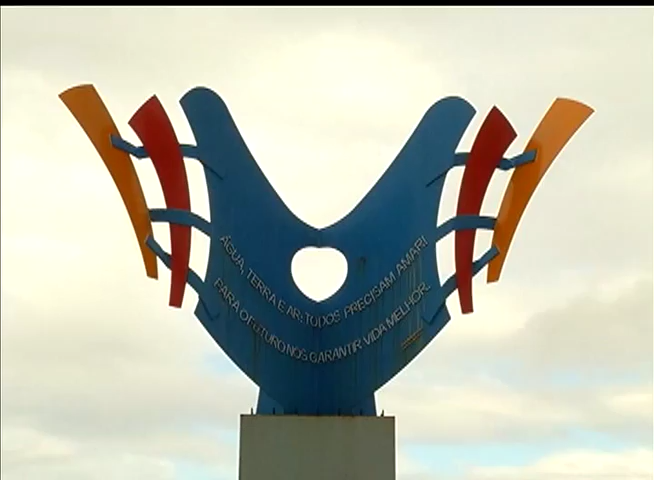 ÁGUA, TERRA E AR: TODOS PRECISAM AMAR!
PARA O FUTURO NOS GARANTIR VIDA MELHOR.